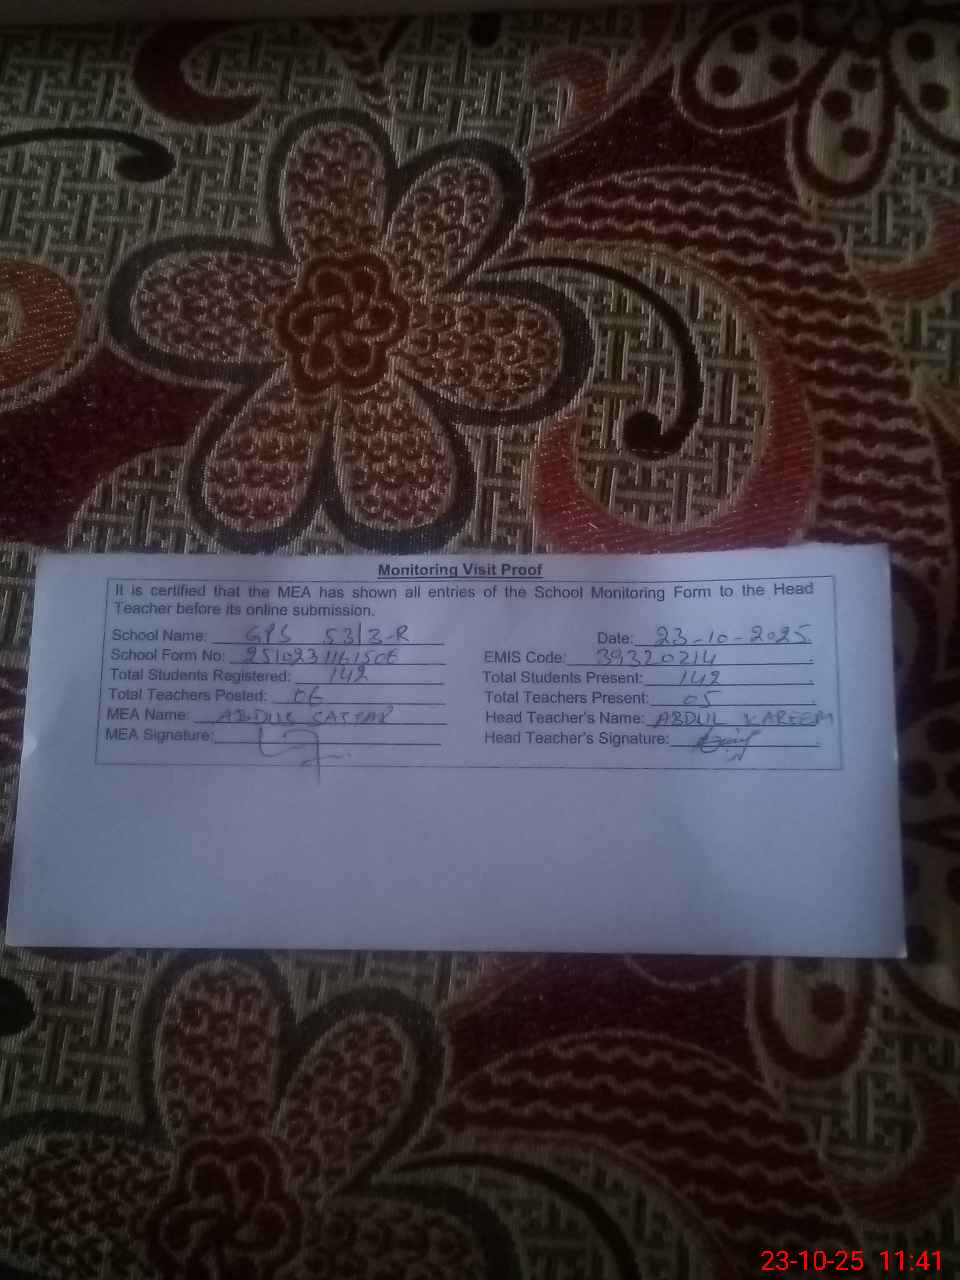 Monitoring Visit Proof
It is certified that the MEA has shown all entries of the School Monitoring Form to the Head
Teacher before its online submission.
School Name: GPS 53/3-R Date: 23-10-2025
School Form No: EMIS Code: 39320214
Total Students Registered: 142 Total Students Present: 142
Total Teachers Posted: 06 Total Teachers Present: 05
MEA Name: ABDUL SATTAR Head Teacher's Name: ABDUL KAREEM
MEA Signature: Head Teacher's Signature:
23-10-25 11:41